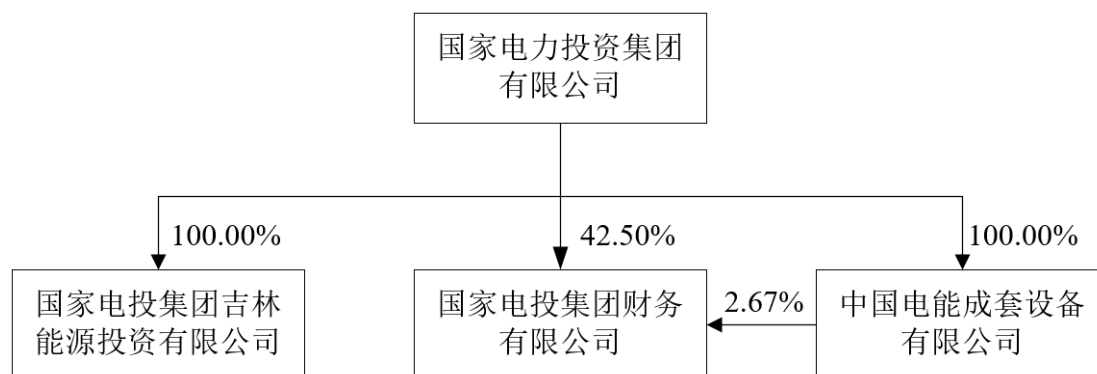 国家电力投资集团
有限公司
100.00%
42.50%
100.00%
国家电投集团吉林
能源投资有限公司
国家电投集团财务
有限公司
2.67%
中国电能成套设备
有限公司